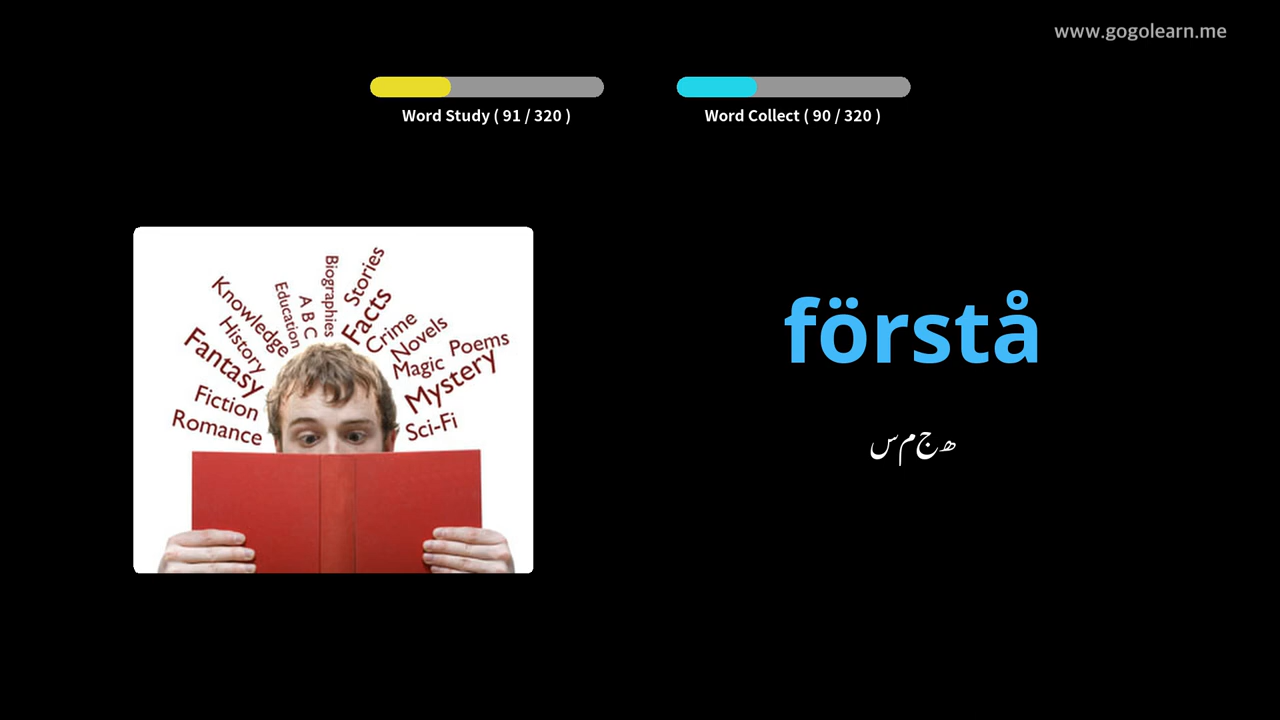 www.gogolearn.me
Word Study ( 91 / 320 )
Word Collect ( 90 / 320 )
Biographies
Stories
Education
A B C
Facts
Knowledge
Crime
History
Novels
Fantasy
Magic
Poems
Mystery
Fiction
Romance
Sci-Fi
förstå
ھ ج م س